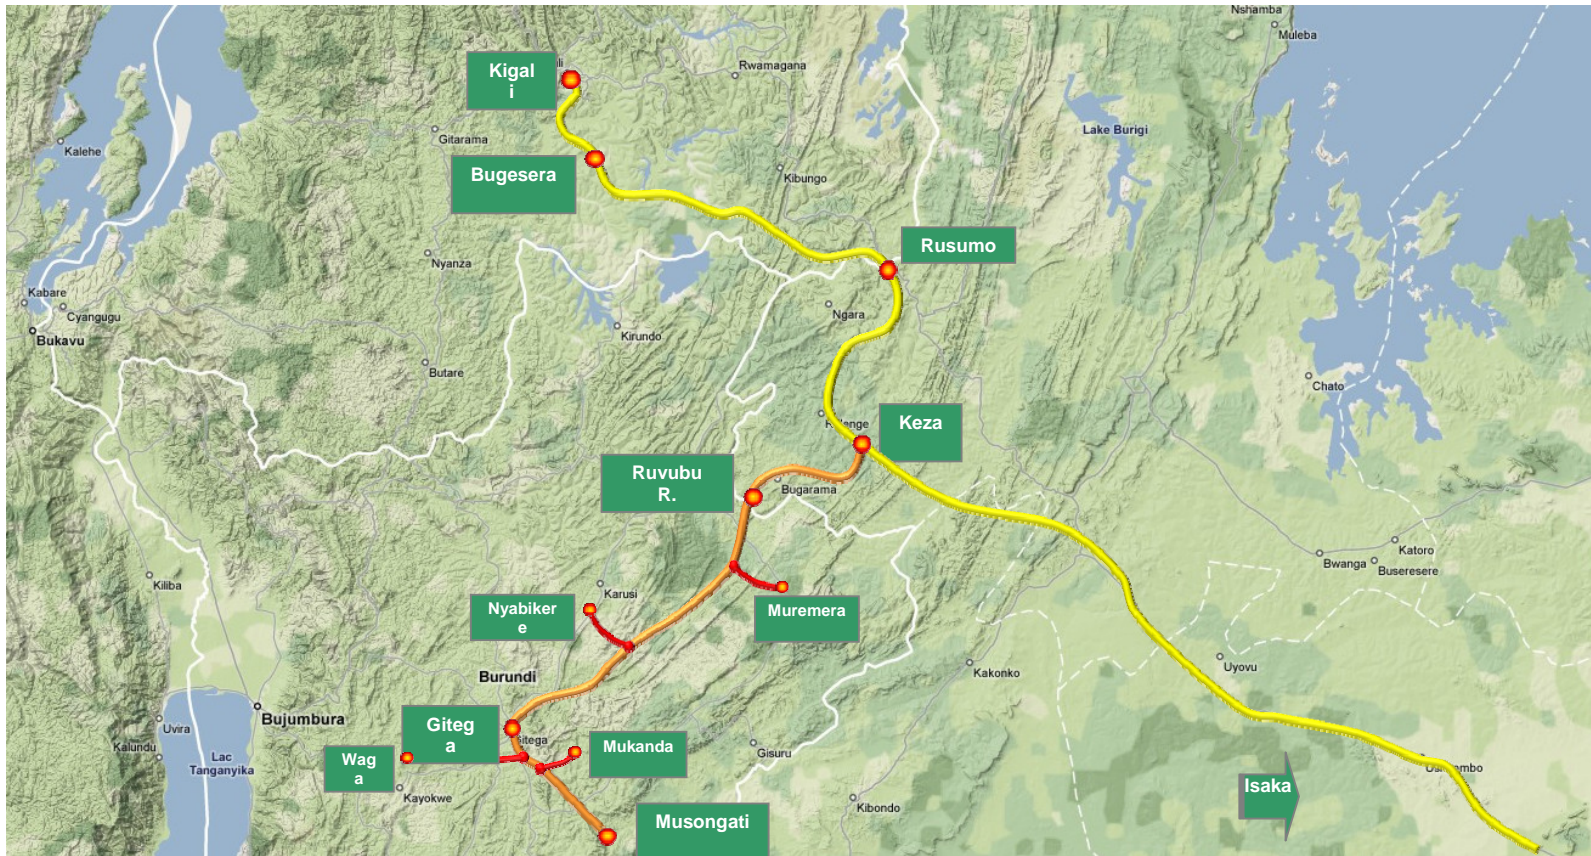 Nshamba
Muleba
Kigal
i
li
Rwamagana
Lake Burigi
Gitarama
Kalehe
Bugesera
Kibungo
Rusumo
Nyanza
Kabare
Cyangugu
Bukavu
Ngara
Kirundo
Butare
Chato
Keza
Ruvubu
R.
Bugarama
Katoro
Bwanga
Buseresere
Kiliba
Karusi
Nyabiker
e
Muremera
Uyovu
Kakonko
Burundi
Bujumbura
Uvira
Giteg
a
Gitega
Mukanda
Kalundu
Lac
Tanganyika
Wag
a
Gisuru
Kayokwe
Kibondo
Isaka
Musongati